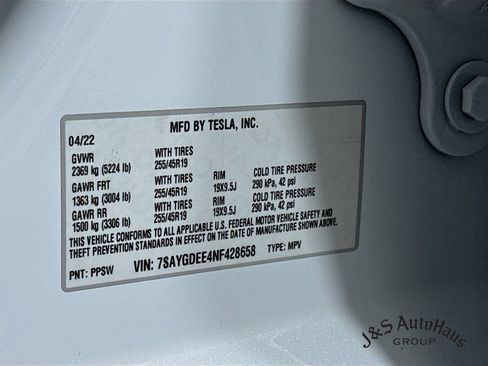 MFD BY TESLA, INC.
04/22
GVWR WITH TIRES
2369 kg (5224 lb) 255/45R19
GAWR FRT WITH TIRES RIM COLD TIRE PRESSURE
1363 kg (3004 lb) 255/45R19 19X9.5J 290 kPa, 42 psi
GAWR RR WITH TIRES RIM COLD TIRE PRESSURE
1500 kg (3306 lb) 255/45R19 19X9.5J 290 kPa, 42 psi
THIS VEHICLE CONFORMS TO ALL APPLICABLE U.S. FEDERAL MOTOR VEHICLE SAFETY AND
THEFT PREVENTION STANDARDS IN EFFECT ON THE DATE OF MANUFACTURE SHOWN ABOVE.
PNT: PPSW VIN: 7SAYGDEE4NF428658 TYPE: MPV
J&S AUTOHAUS
GROUP